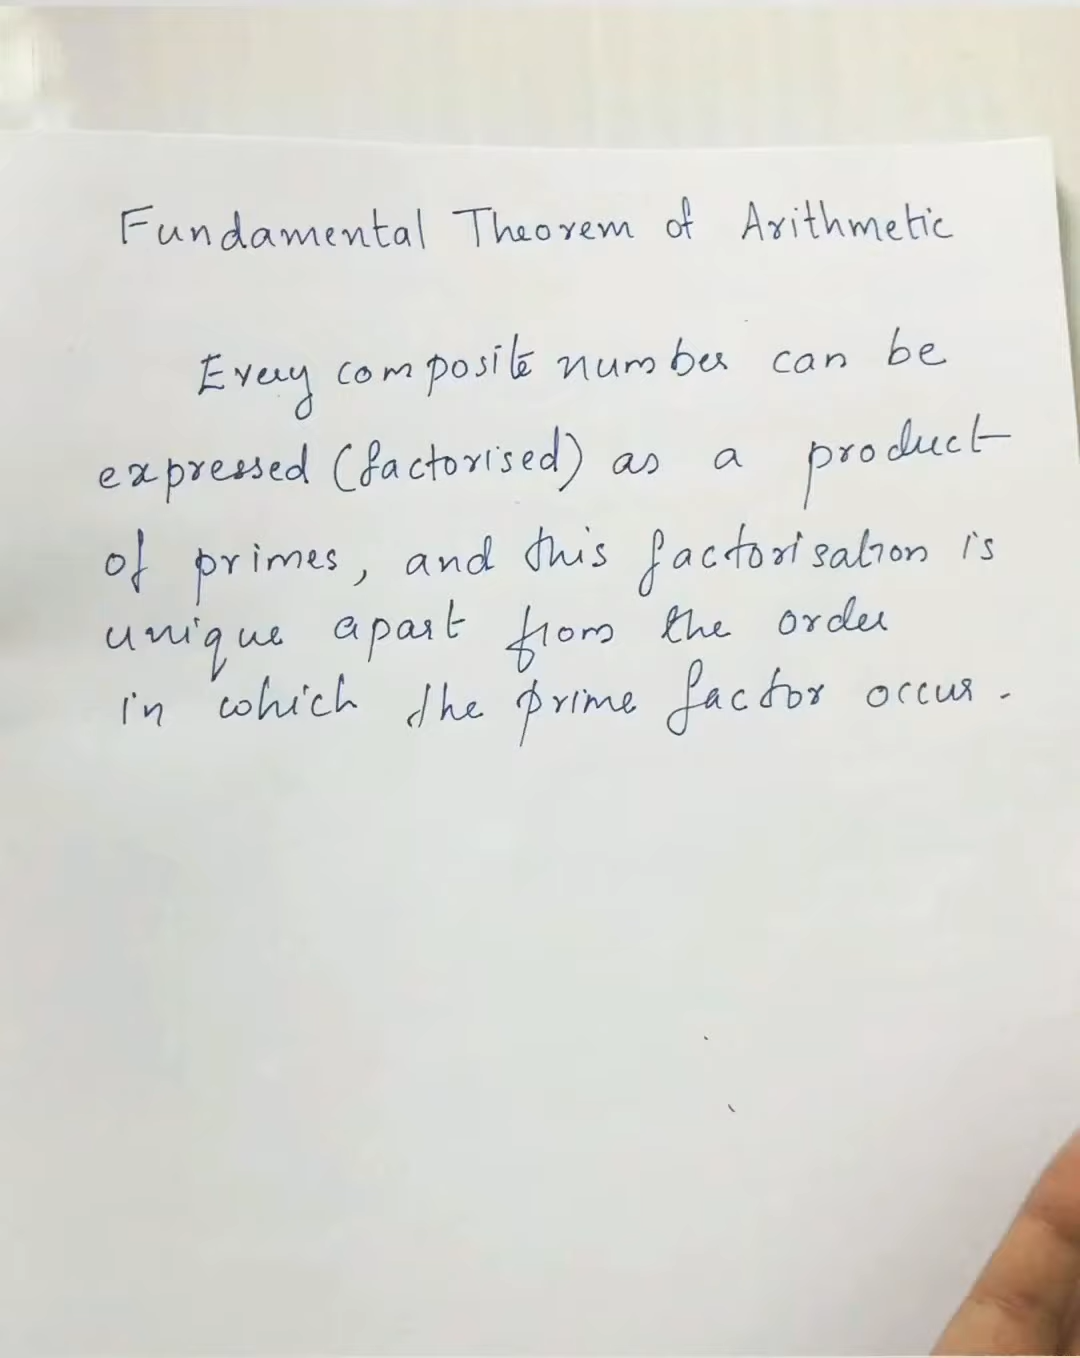 Fundamental Theorem of Arithmetic
Every composite number can be
expressed (factorised) as a product
of primes, and this factorisation is
unique apart from the order
in which the prime factor occur.